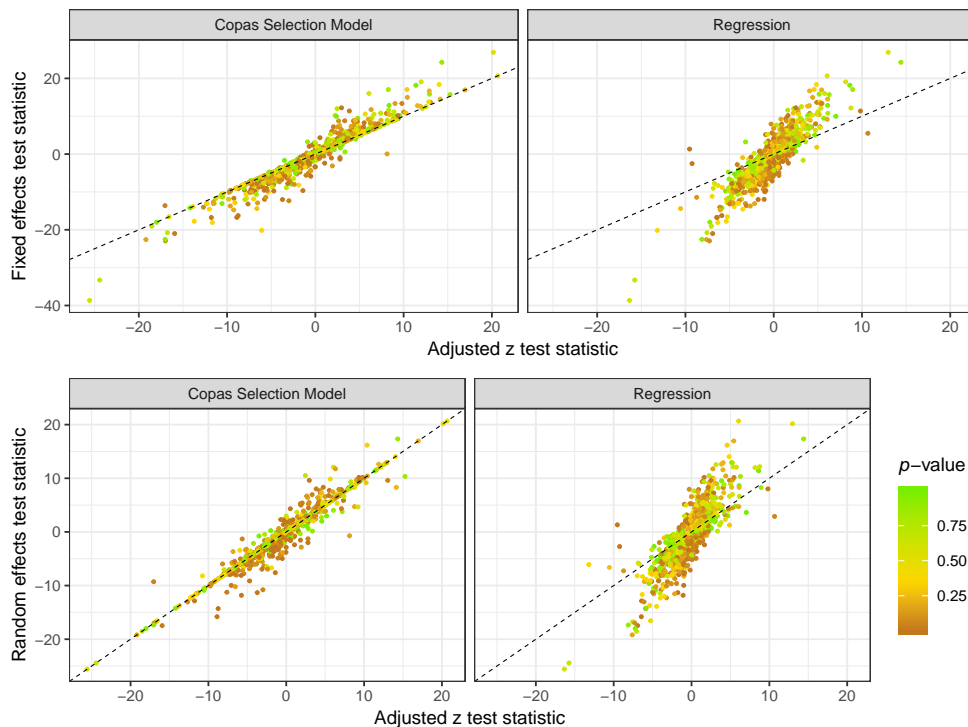 Copas Selection Model Regression
Fixed effects test statistic
20
0
−20
−40
−20 −10 0 10 20 −20 −10 0 10 20
Adjusted z test statistic
Copas Selection Model Regression
Random effects test statistic
20
10
0
−10
−20
−20 −10 0 10 20 −20 −10 0 10 20
Adjusted z test statistic
p−value
0.75
0.50
0.25